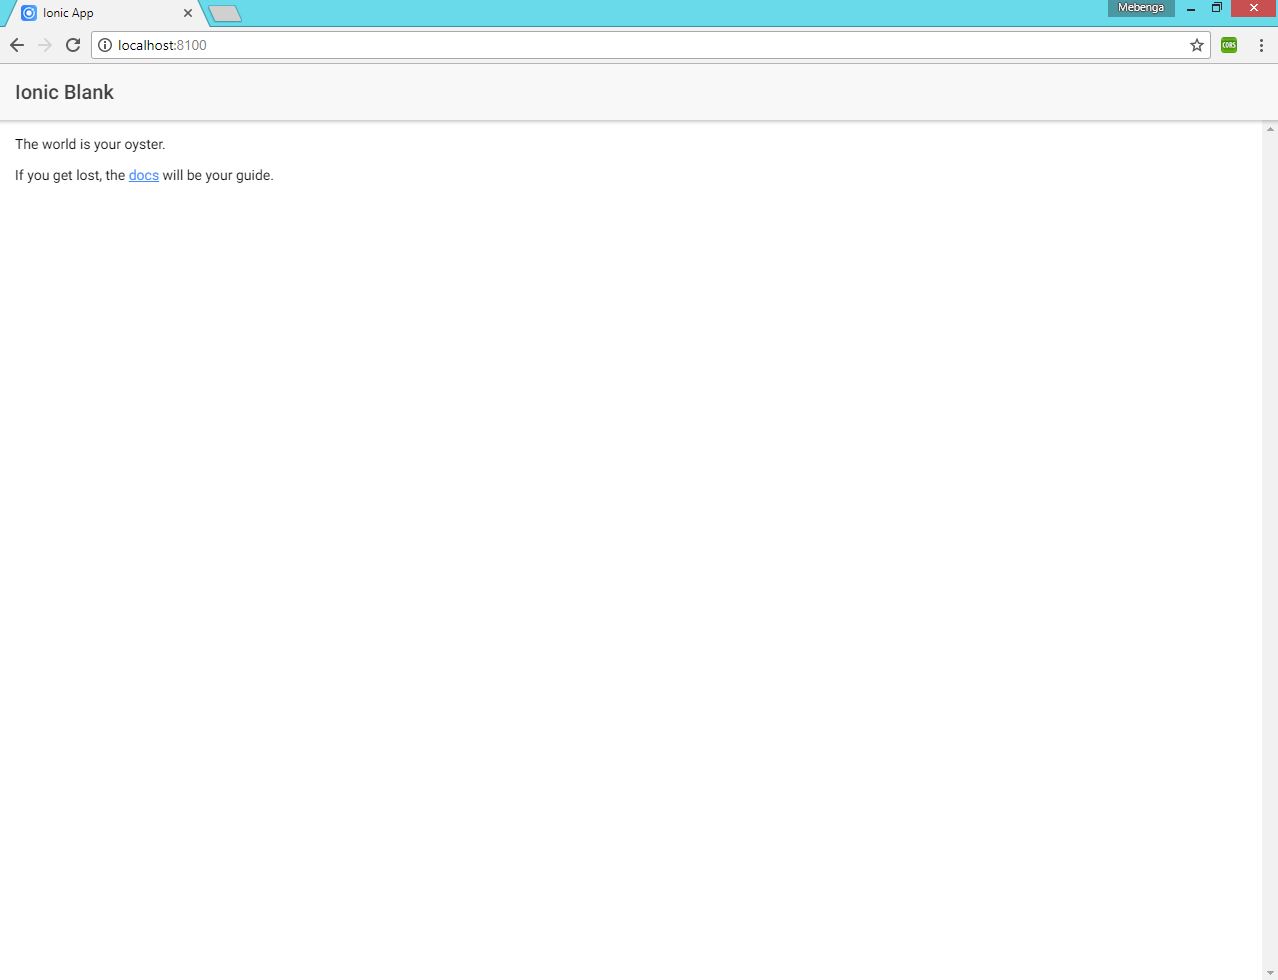 Ionic App
Mebenga
localhost:8100
CORS
Ionic Blank
The world is your oyster.
If you get lost, the docs will be your guide.